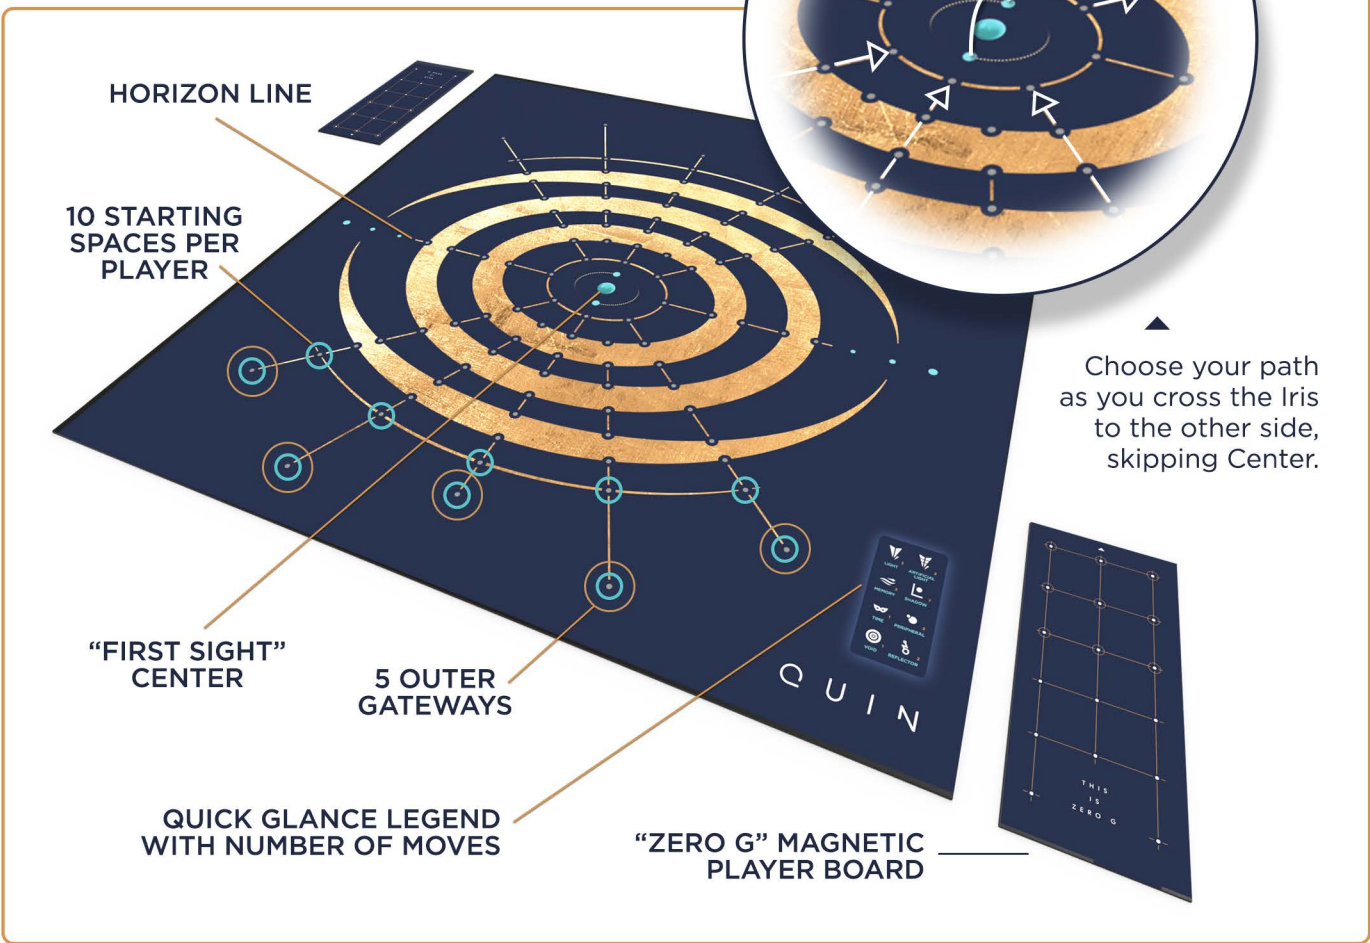 HORIZON LINE
10 STARTING
SPACES PER
PLAYER
Choose your path
as you cross the Iris
to the other side,
skipping Center.
LIGHT
ARTIFICIAL
LIGHT
MEMORY
SHADOW
TIME
PERIPHERAL
VOID
REFLECTOR
QUIN
“FIRST SIGHT”
CENTER
5 OUTER
GATEWAYS
QUICK GLANCE LEGEND
WITH NUMBER OF MOVES
“ZERO G” MAGNETIC
PLAYER BOARD
THIS
IS
ZERO G